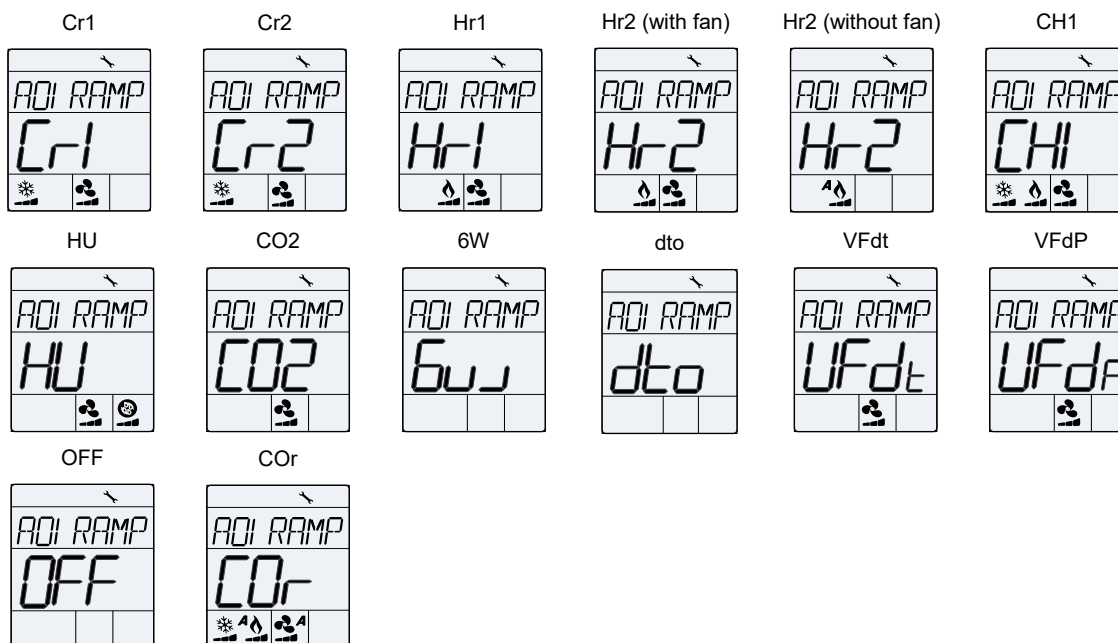 Cr1 Cr2 Hr1 Hr2 (with fan) Hr2 (without fan) CH1
AO1 RAMP AO1 RAMP AO1 RAMP AO1 RAMP AO1 RAMP AO1 RAMP
Cr1 Cr2 Hr1 Hr2 Hr2 CH1
A
HU CO2 6W dto VFdt VFdP
AO1 RAMP AO1 RAMP AO1 RAMP AO1 RAMP AO1 RAMP AO1 RAMP
HU CO2 6W dto VFdt VFdP
OFF COr
AO1 RAMP AO1 RAMP
OFF COr
A A